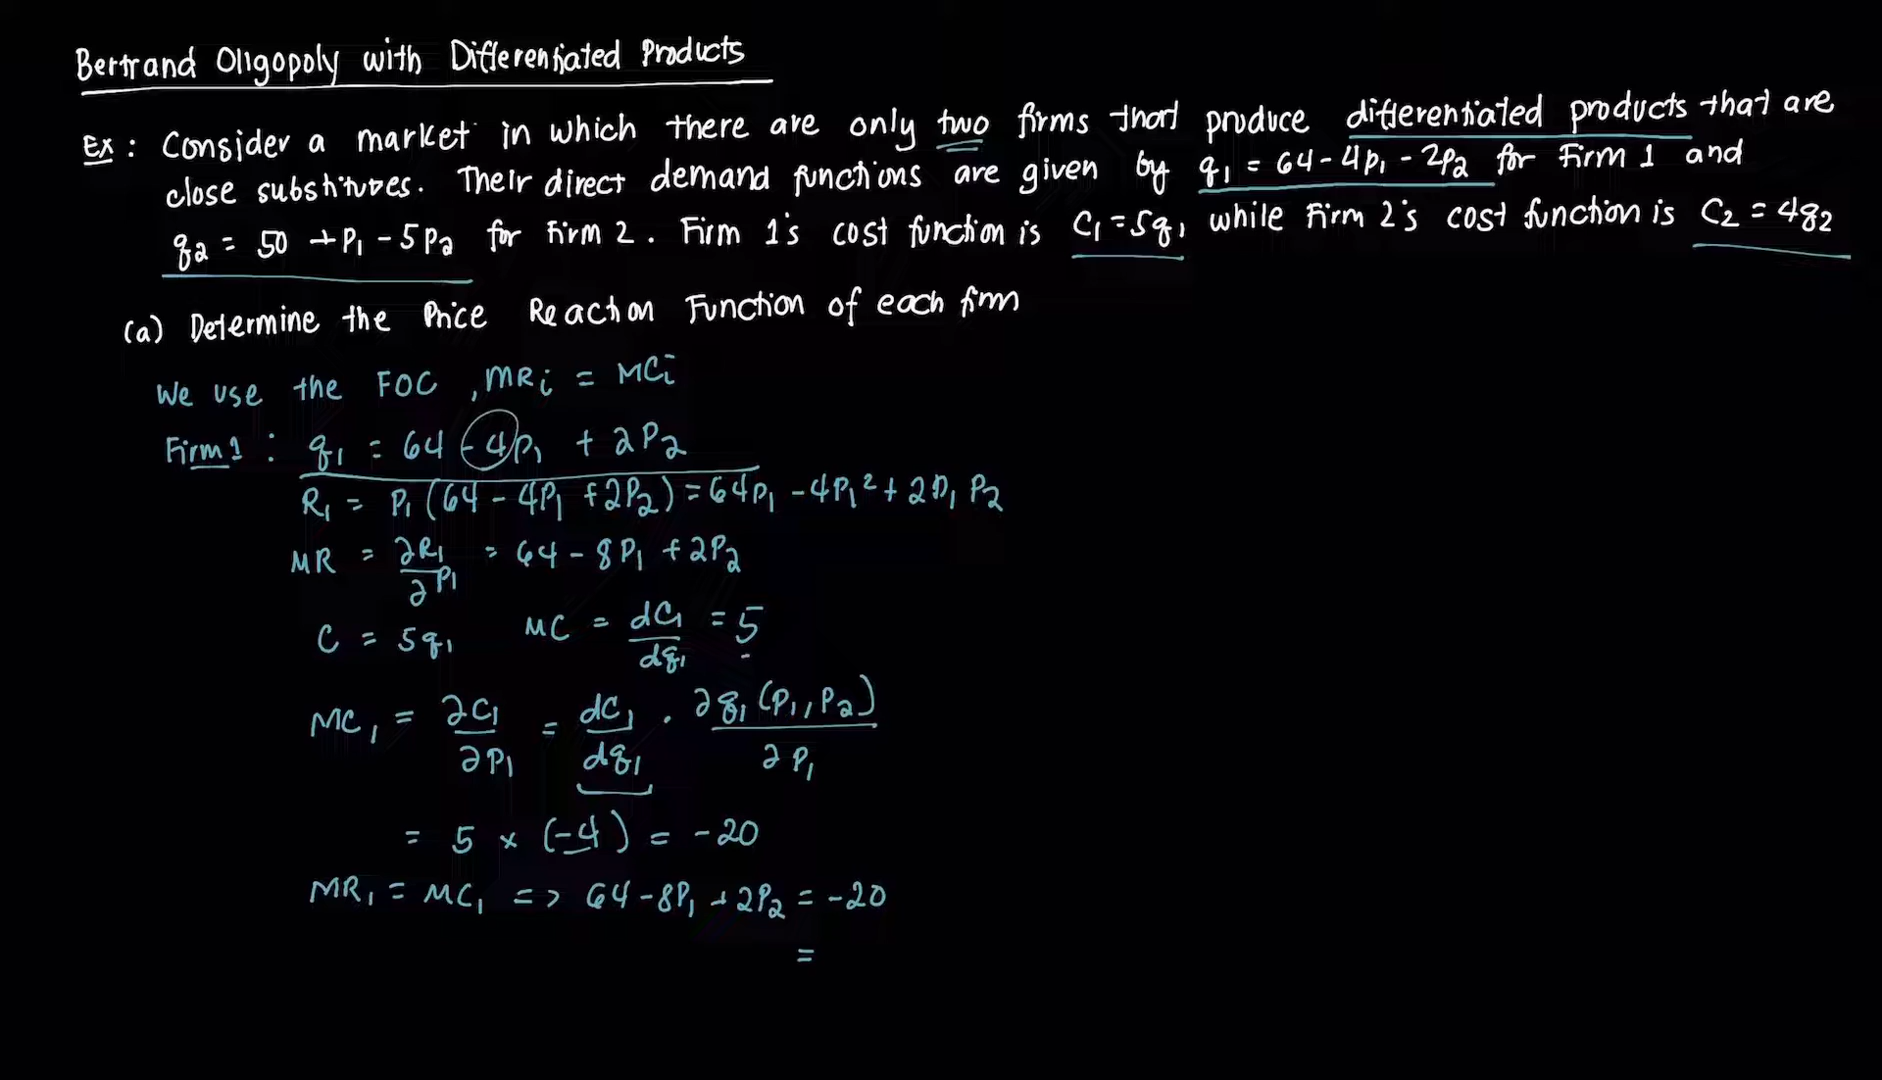 Bertrand Oligopoly with Differentiated Products
Ex: Consider a market in which there are only two firms that produce differentiated products that are
close substitutes. Their direct demand functions are given by q₁ = 64 - 4p₁ - 2p₂ for Firm 1 and
q₂ = 50 + P₁ - 5P₂ for Firm 2. Firm 1's cost function is C₁ = 5q₁ while Firm 2's cost function is C₂ = 4q₂
(a) Determine the Price Reaction Function of each firm
We use the FOC, MRi = MCi
Firm 1: q₁ = 64 - 4p₁ + 2P₂
R₁ = P₁(64 - 4P₁ + 2P₂) = 64P₁ - 4P₁² + 2P₁P₂
MR = ∂R₁/∂P₁ = 64 - 8P₁ + 2P₂
C = 5q₁ MC = dC₁/dq₁ = 5
MC₁ = ∂C₁/∂P₁ = dC₁/dq₁ · ∂q₁(P₁, P₂)/∂P₁
= 5 × (-4) = -20
MR₁ = MC₁ => 64 - 8P₁ + 2P₂ = -20
=